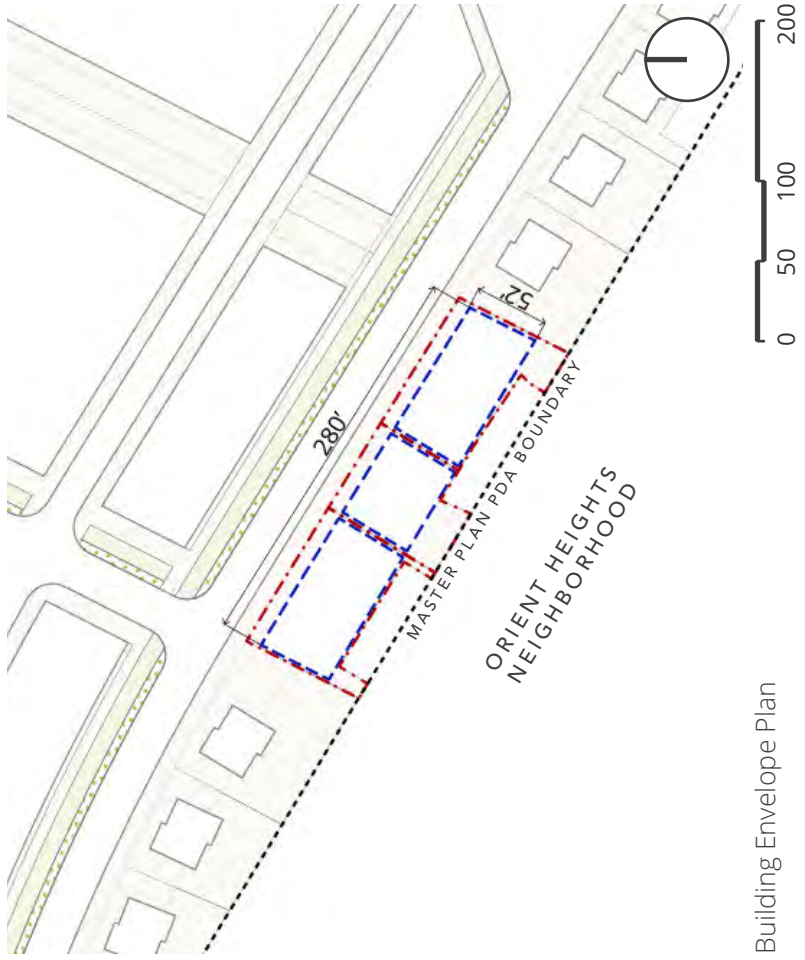 280'
52'
MASTER PLAN PDA BOUNDARY
ORIENT HEIGHTS
NEIGHBORHOOD
Building Envelope Plan
0 50 100 200